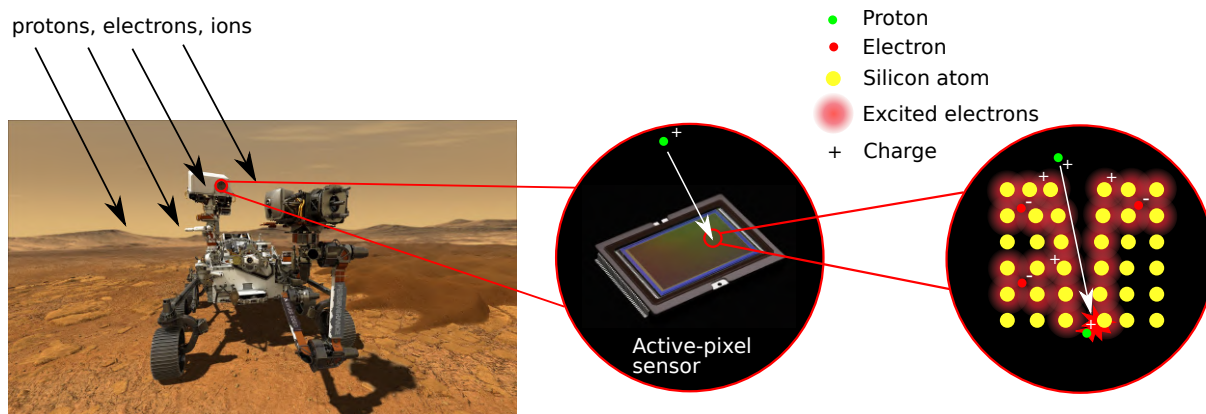 protons, electrons, ions
Proton
Electron
Silicon atom
Excited electrons
+ Charge
+
Active-pixel
sensor
+
+
+
+
-
-
+
-
+